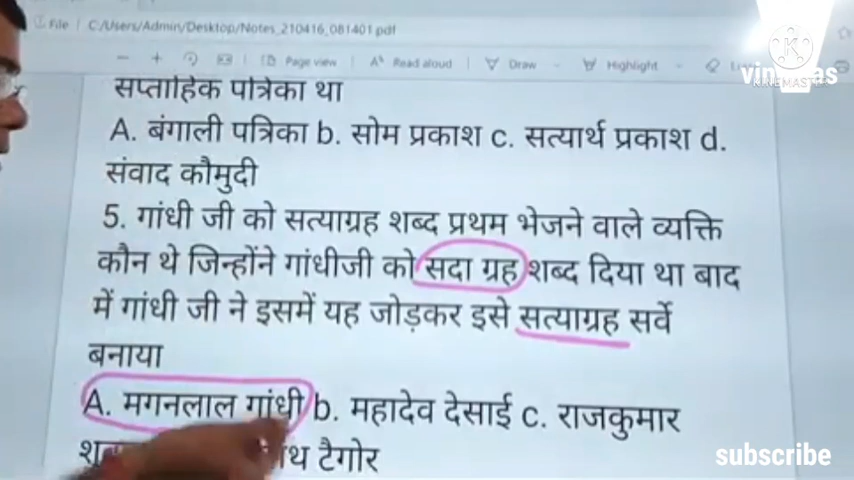 File | C:/Users/Admin/Desktop/Notes_210416_081401.pdf
Page view | A Read aloud | Draw Highlight
KINEMASTER
सप्ताहिक पत्रिका था
A. बंगाली पत्रिका b. सोम प्रकाश c. सत्यार्थ प्रकाश d.
संवाद कौमुदी
5. गांधी जी को सत्याग्रह शब्द प्रथम भेजने वाले व्यक्ति
कौन थे जिन्होंने गांधीजी को सदा ग्रह शब्द दिया था बाद
में गांधी जी ने इसमें यह जोड़कर इसे सत्याग्रह सर्वे
बनाया
A. मगनलाल गांधी b. महादेव देसाई c. राजकुमार
टैगोर
subscribe